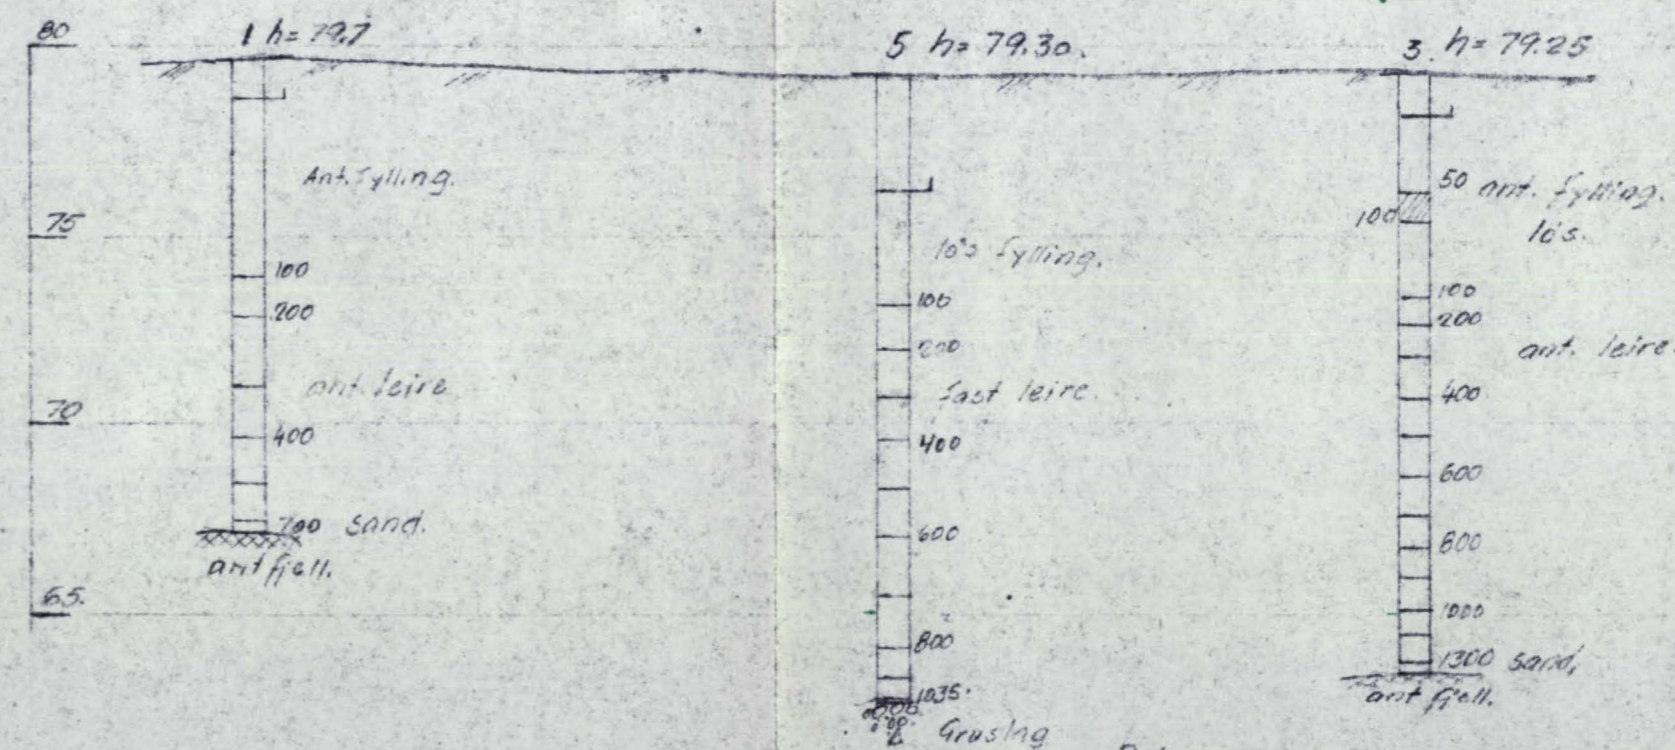 80
75
70
65.
1 h= 79.7
Ant. fylling.
100
200
ant. leire
400
700 sand.
ant fjell.
5 h= 79.30.
løs fylling.
100
200
fast leire.
400
600
800
1035.
Grusing
3. h= 79.25
50 ant. fylling.
100
løs.
100
200
ant. leire.
400
600
800
1000
1300 sand,
ant fjell.